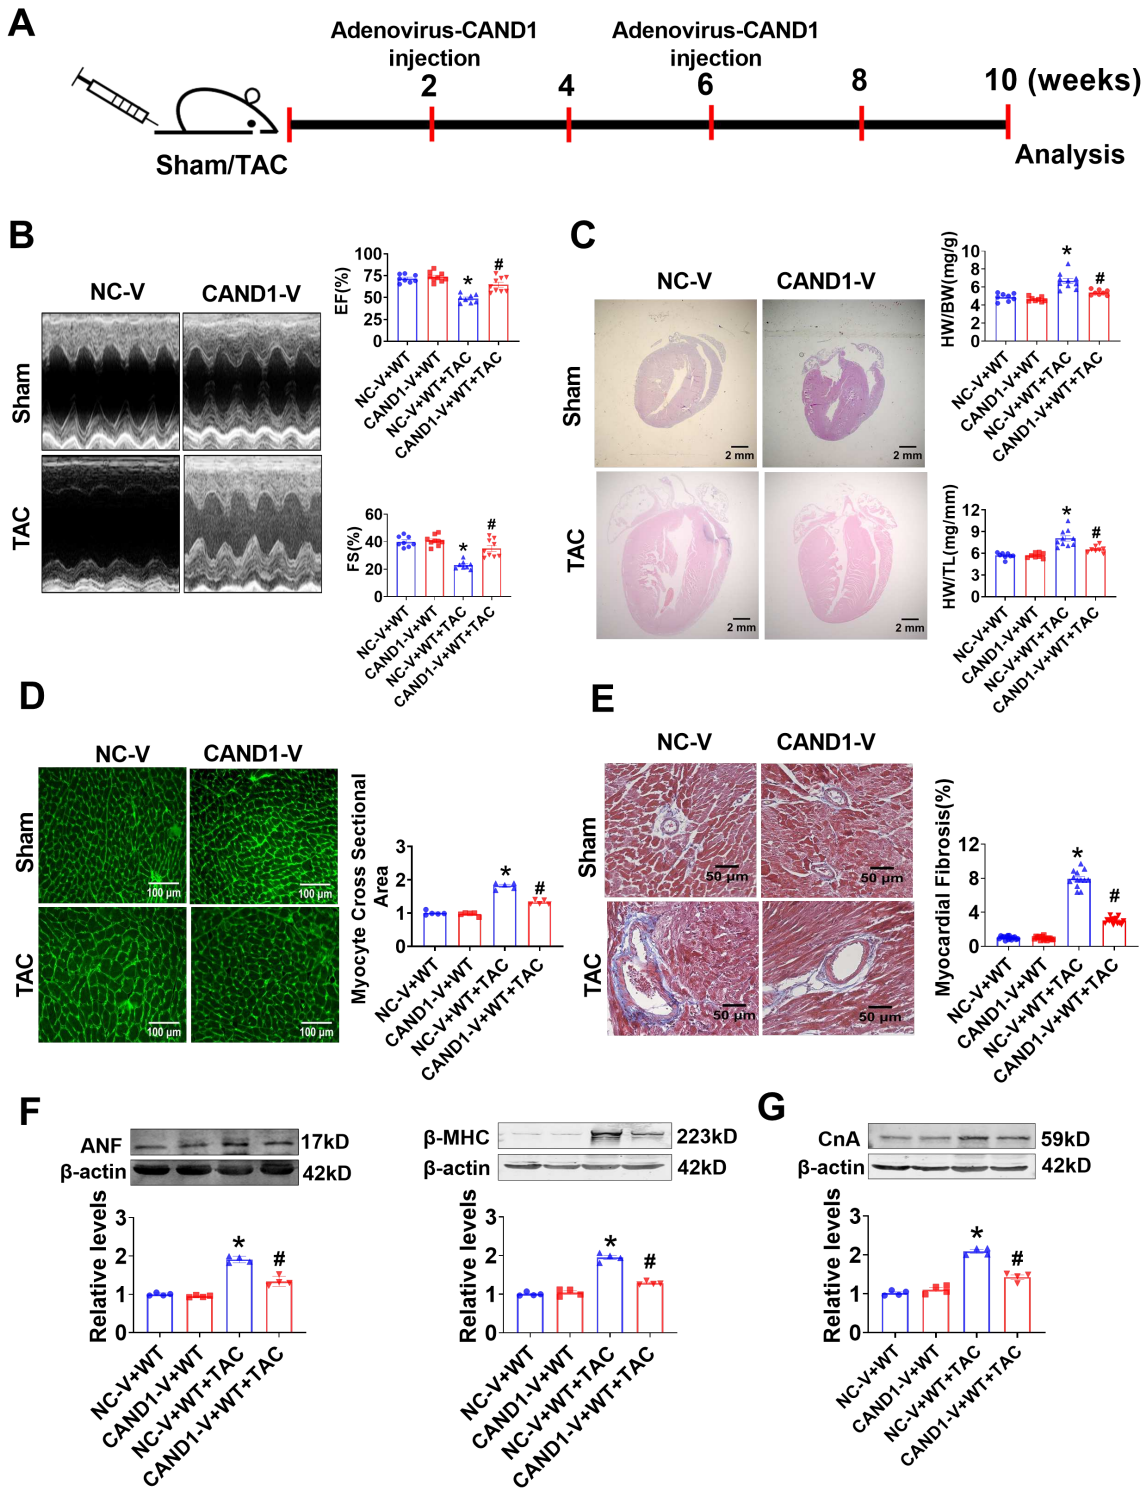 A
Adenovirus-CAND1
injection
Adenovirus-CAND1
injection
2
4
6
8
10 (weeks)
Sham/TAC
Analysis
B
NC-V
CAND1-V
Sham
TAC
EF(%)
100
75
50
25
0
*
#
NC-V+WT
CAND1-V+WT
NC-V+WT+TAC
CAND1-V+WT+TAC
FS(%)
60
40
20
0
*
#
NC-V+WT
CAND1-V+WT
NC-V+WT+TAC
CAND1-V+WT+TAC
C
NC-V
CAND1-V
Sham
TAC
2 mm
2 mm
2 mm
2 mm
HW/BW(mg/g)
10
8
6
4
2
0
*
#
NC-V+WT
CAND1-V+WT
NC-V+WT+TAC
CAND1-V+WT+TAC
HW/TL(mg/mm)
12
9
6
3
0
*
#
NC-V+WT
CAND1-V+WT
NC-V+WT+TAC
CAND1-V+WT+TAC
D
NC-V
CAND1-V
Sham
TAC
100 μm
100 μm
100 μm
100 μm
Myocyte Cross Sectional
Area
3
2
1
0
*
#
NC-V+WT
CAND1-V+WT
NC-V+WT+TAC
CAND1-V+WT+TAC
E
NC-V
CAND1-V
Sham
TAC
50 μm
50 μm
50 μm
50 μm
Myocardial Fibrosis(%)
12
8
4
0
*
#
NC-V+WT
CAND1-V+WT
NC-V+WT+TAC
CAND1-V+WT+TAC
F
ANF
17kD
β-actin
42kD
Relative levels
3
2
1
0
*
#
NC-V+WT
CAND1-V+WT
NC-V+WT+TAC
CAND1-V+WT+TAC
β-MHC
223kD
β-actin
42kD
Relative levels
3
2
1
0
*
#
NC-V+WT
CAND1-V+WT
NC-V+WT+TAC
CAND1-V+WT+TAC
G
CnA
59kD
β-actin
42kD
Relative levels
3
2
1
0
*
#
NC-V+WT
CAND1-V+WT
NC-V+WT+TAC
CAND1-V+WT+TAC